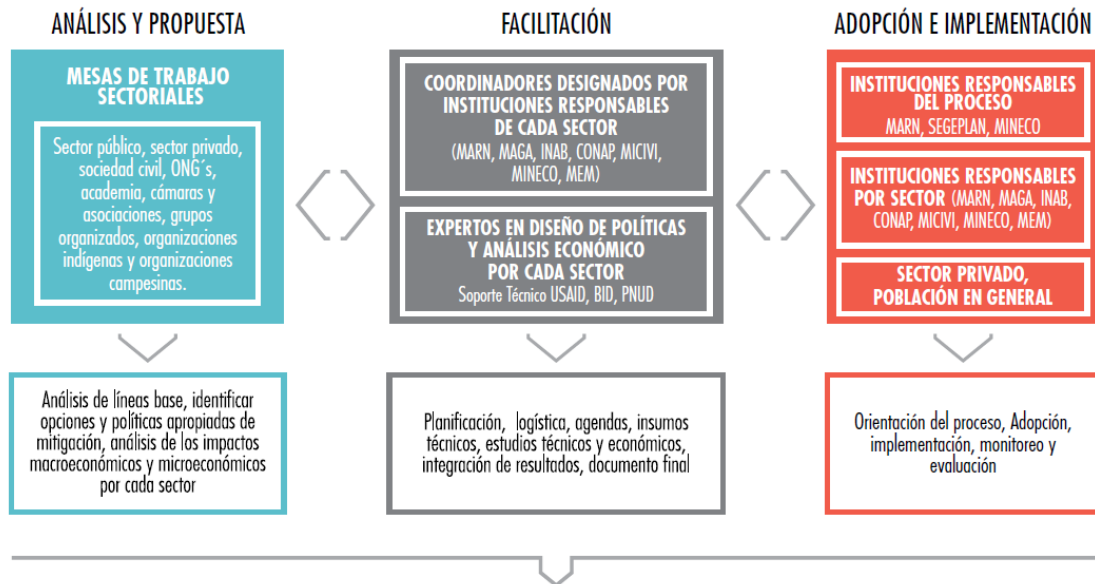 ANÁLISIS Y PROPUESTA
MESAS DE TRABAJO
SECTORIALES
Sector público, sector privado,
sociedad civil, ONG´s,
academia, cámaras y
asociaciones, grupos
organizados, organizaciones
indígenas y organizaciones
campesinas.
Análisis de líneas base, identificar
opciones y políticas apropiadas de
mitigación, análisis de los impactos
macroeconómicos y microeconómicos
por cada sector
FACILITACIÓN
COORDINADORES DESIGNADOS POR
INSTITUCIONES RESPONSABLES
DE CADA SECTOR
(MARN, MAGA, INAB, CONAP, MICIVI,
MINECO, MEM)
EXPERTOS EN DISEÑO DE POLÍTICAS
Y ANÁLISIS ECONÓMICO
POR CADA SECTOR
Soporte Técnico USAID, BID, PNUD
Planificación, logística, agendas, insumos
técnicos, estudios técnicos y económicos,
integración de resultados, documento final
ADOPCIÓN E IMPLEMENTACIÓN
INSTITUCIONES RESPONSABLES
DEL PROCESO
MARN, SEGEPLAN, MINECO
INSTITUCIONES RESPONSABLES
POR SECTOR (MARN, MAGA, INAB,
CONAP, MICIVI, MINECO, MEM)
SECTOR PRIVADO,
POBLACIÓN EN GENERAL
Orientación del proceso, Adopción,
implementación, monitoreo y
evaluación